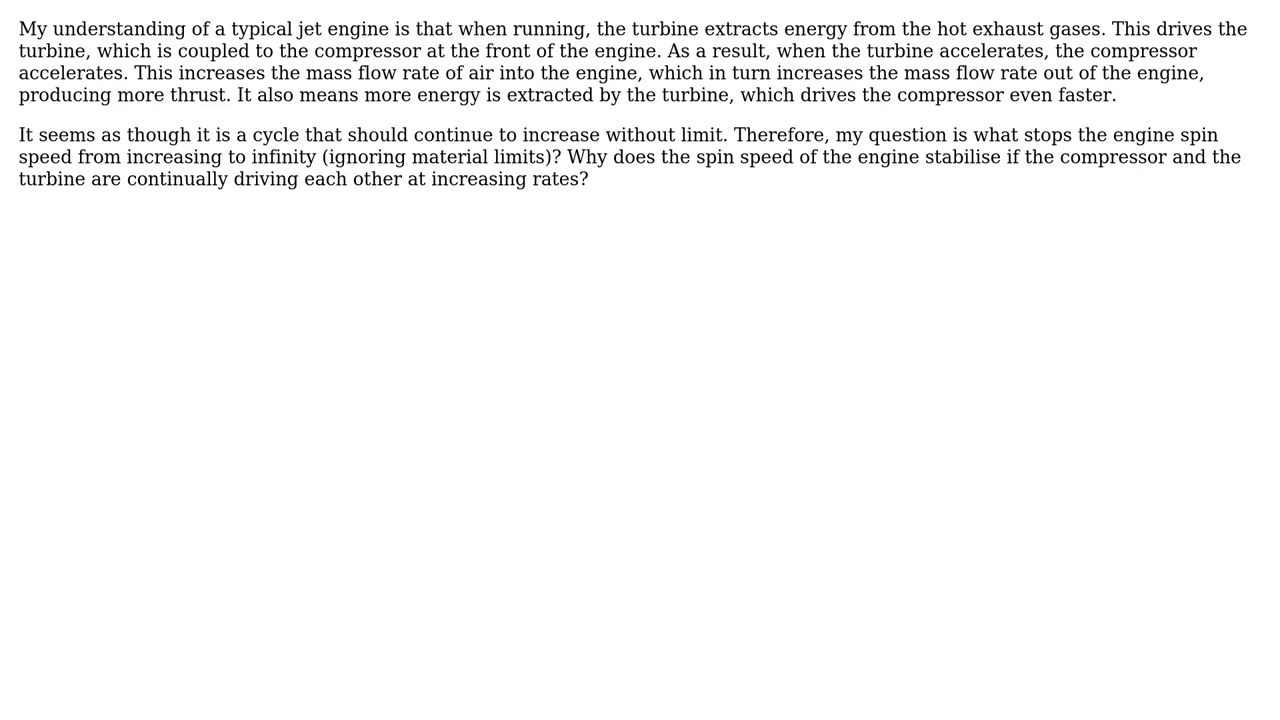 My understanding of a typical jet engine is that when running, the turbine extracts energy from the hot exhaust gases. This drives the
turbine, which is coupled to the compressor at the front of the engine. As a result, when the turbine accelerates, the compressor
accelerates. This increases the mass flow rate of air into the engine, which in turn increases the mass flow rate out of the engine,
producing more thrust. It also means more energy is extracted by the turbine, which drives the compressor even faster.
It seems as though it is a cycle that should continue to increase without limit. Therefore, my question is what stops the engine spin
speed from increasing to infinity (ignoring material limits)? Why does the spin speed of the engine stabilise if the compressor and the
turbine are continually driving each other at increasing rates?